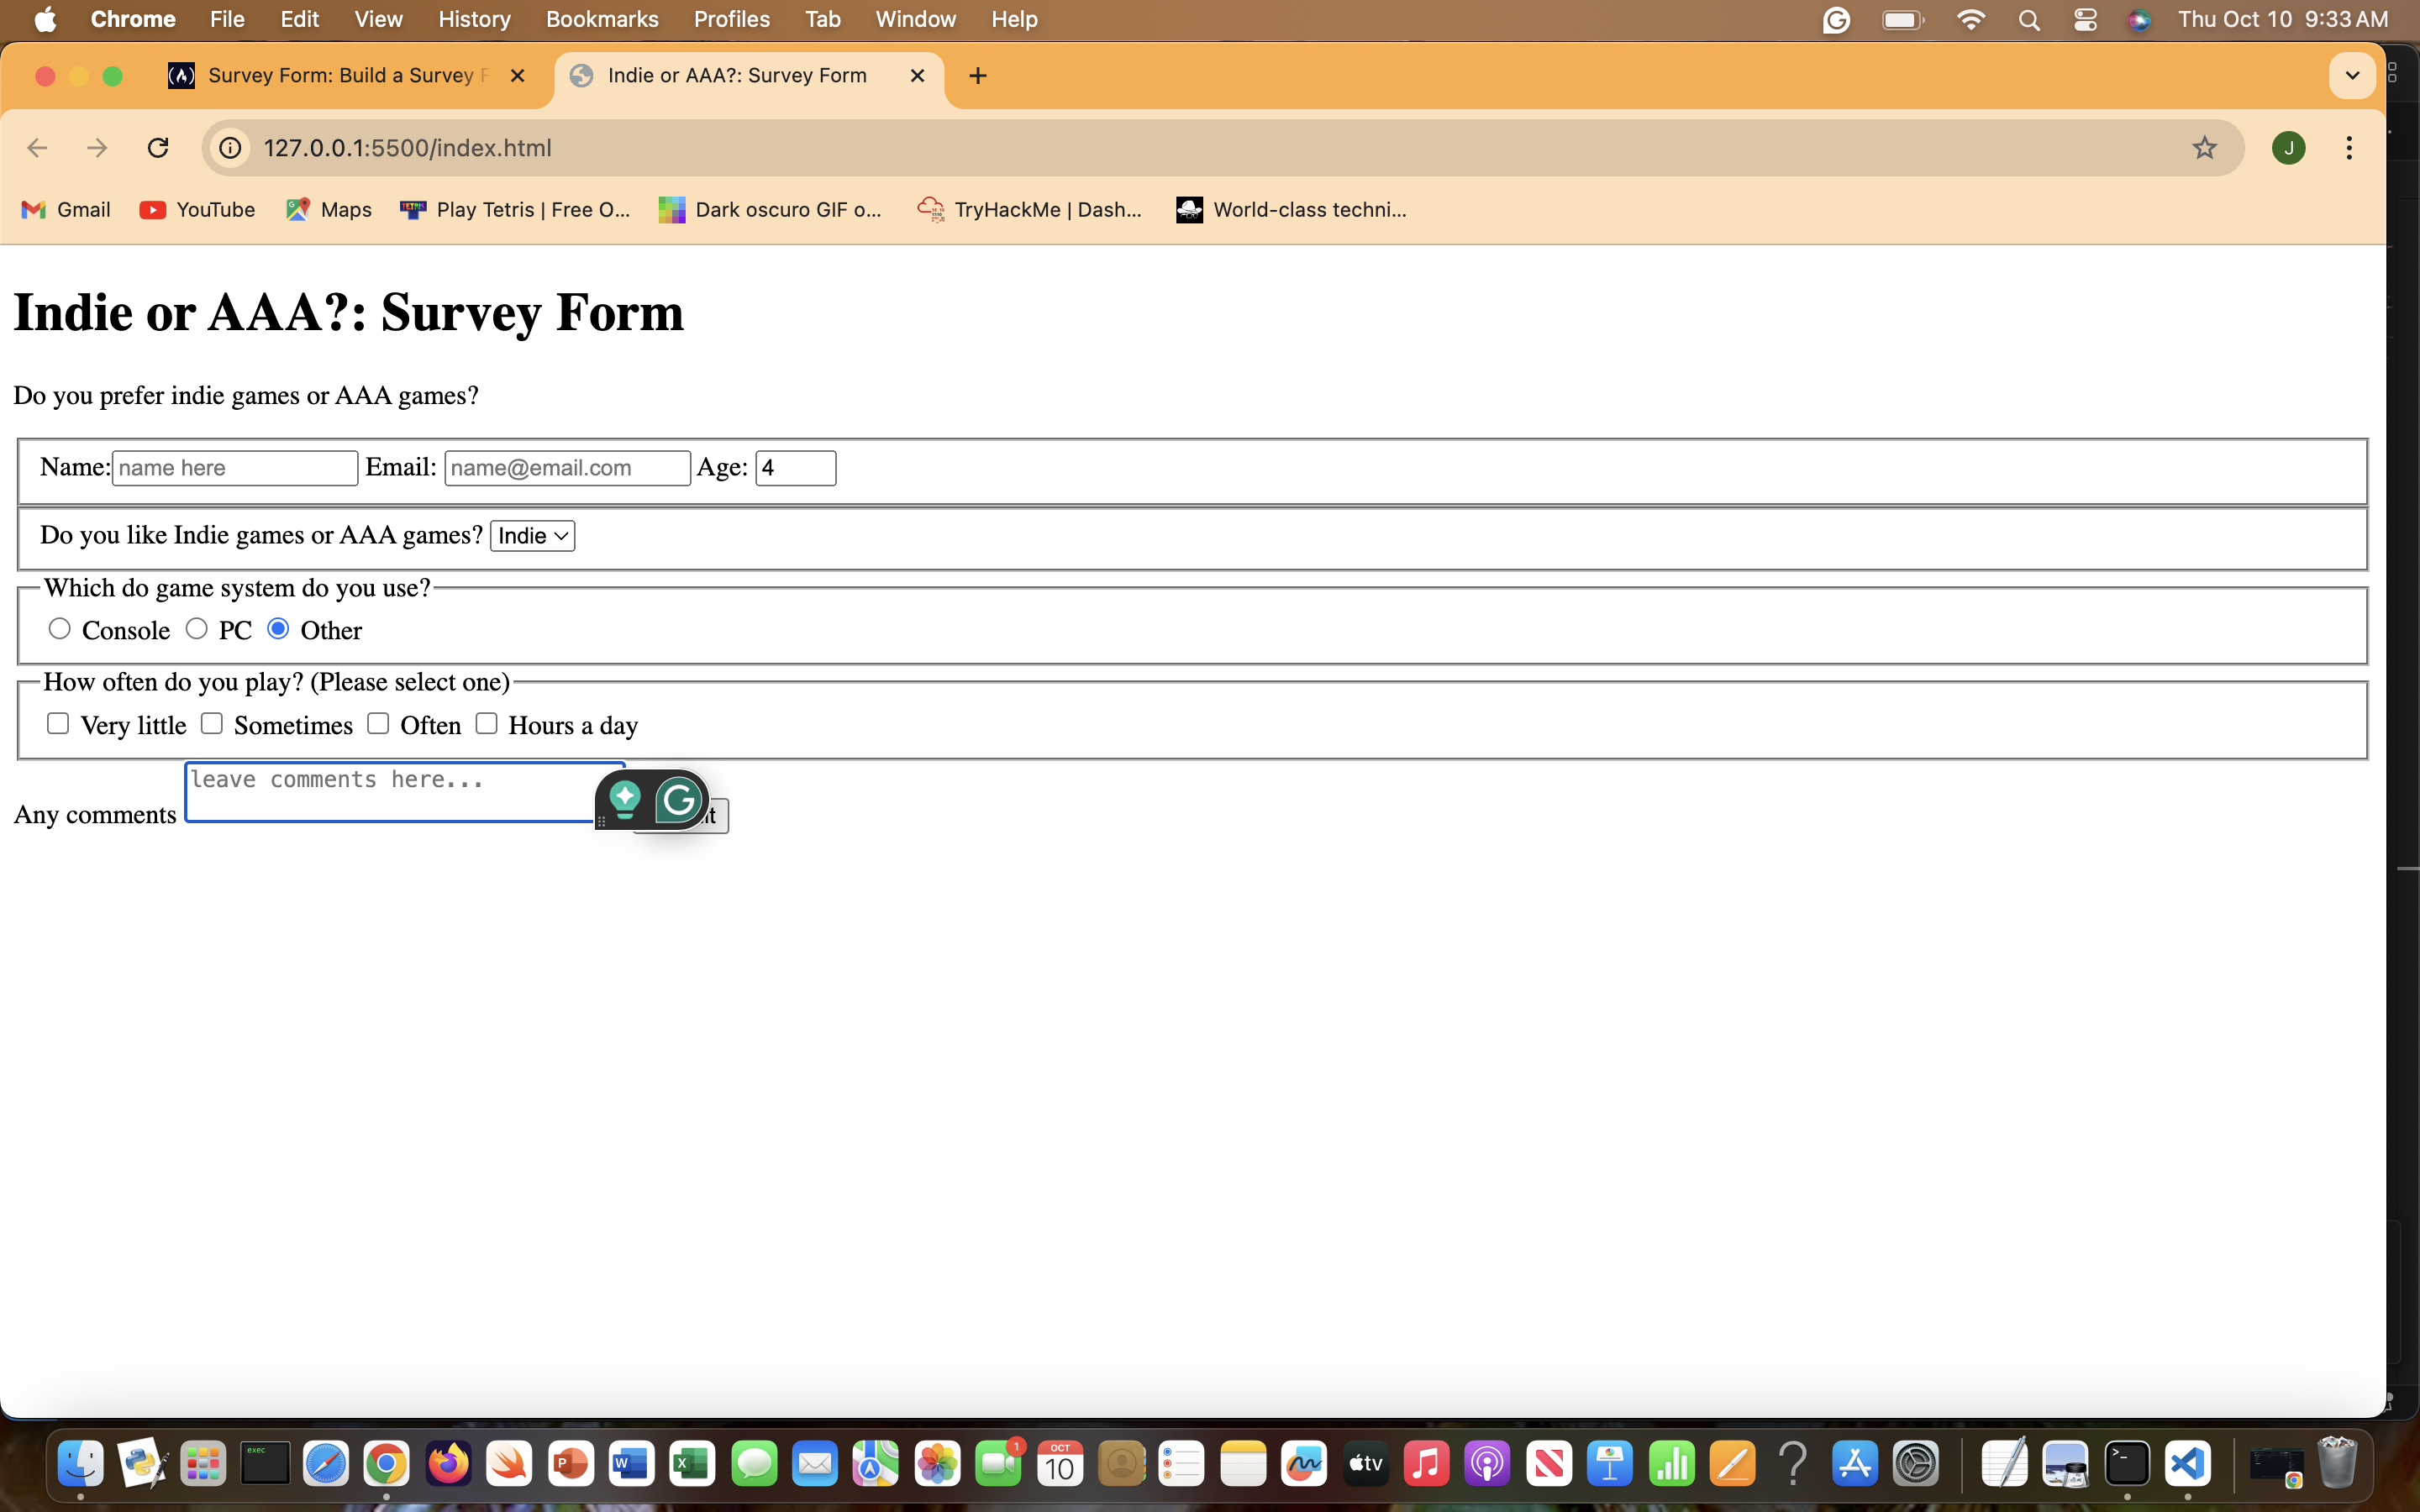 Chrome File Edit View History Bookmarks Profiles Tab Window Help Thu Oct 10 9:33 AM
Survey Form: Build a Survey Indie or AAA?: Survey Form
127.0.0.1:5500/index.html J
Gmail YouTube Maps Play Tetris | Free O... Dark oscuro GIF o... TryHackMe | Dash... World-class techni...
Indie or AAA?: Survey Form
Do you prefer indie games or AAA games?
Name: name here Email: name@email.com Age: 4
Do you like Indie games or AAA games? Indie
Which do game system do you use?
Console PC Other
How often do you play? (Please select one)
Very little Sometimes Often Hours a day
leave comments here...
Any comments
exec
1
OCT
10
tv